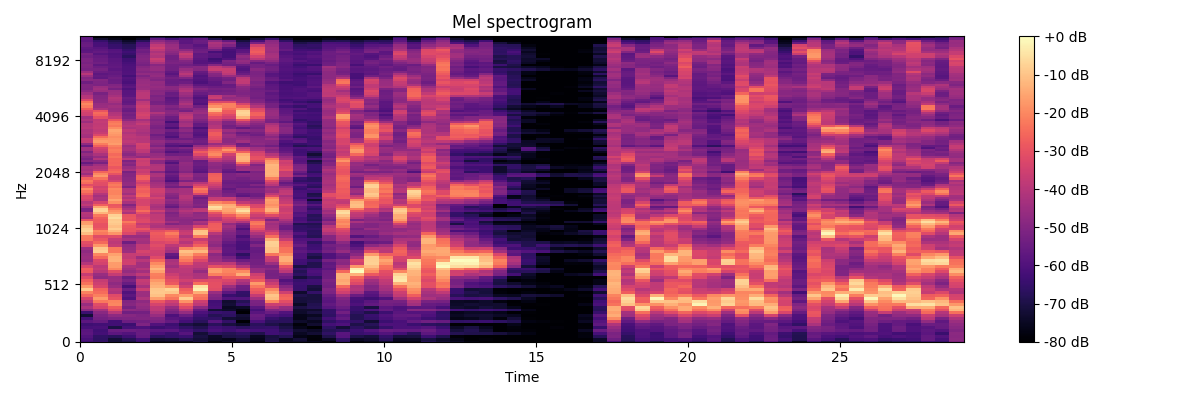 Mel spectrogram
Hz
8192
4096
2048
1024
512
0
0 5 10 15 20 25
Time
+0 dB
-10 dB
-20 dB
-30 dB
-40 dB
-50 dB
-60 dB
-70 dB
-80 dB